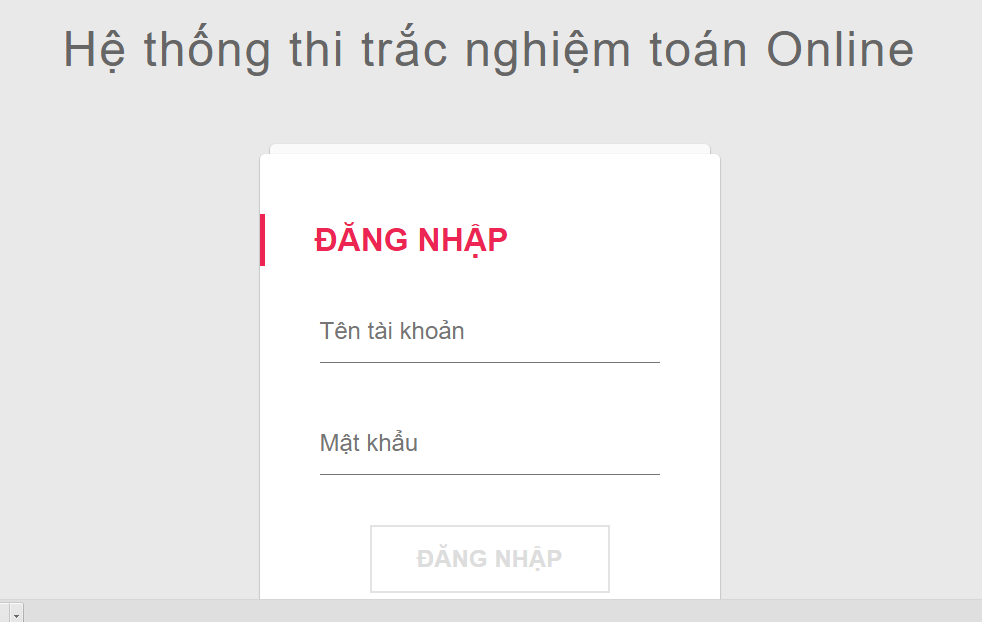 Hệ thống thi trắc nghiệm toán Online
ĐĂNG NHẬP
Tên tài khoản
Mật khẩu
ĐĂNG NHẬP